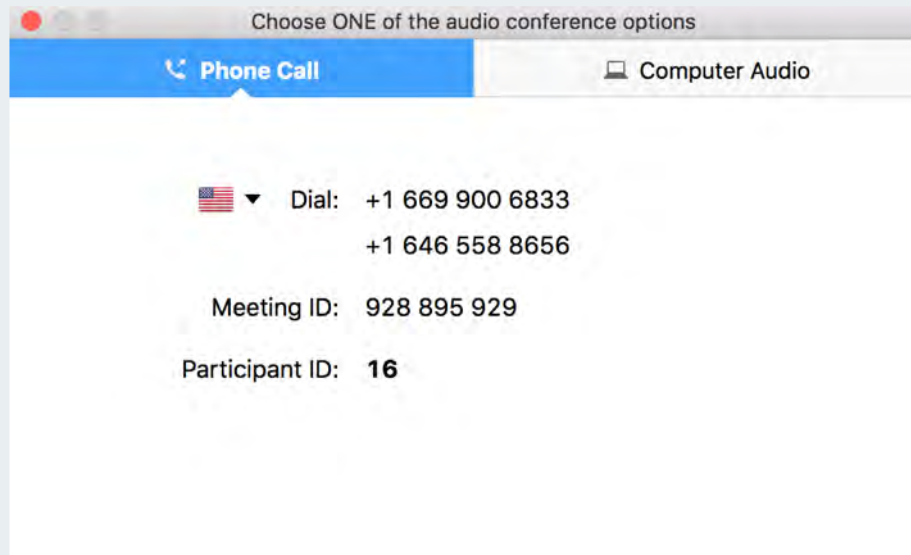 Choose ONE of the audio conference options
Phone Call
Computer Audio
Dial: +1 669 900 6833
+1 646 558 8656
Meeting ID: 928 895 929
Participant ID: 16